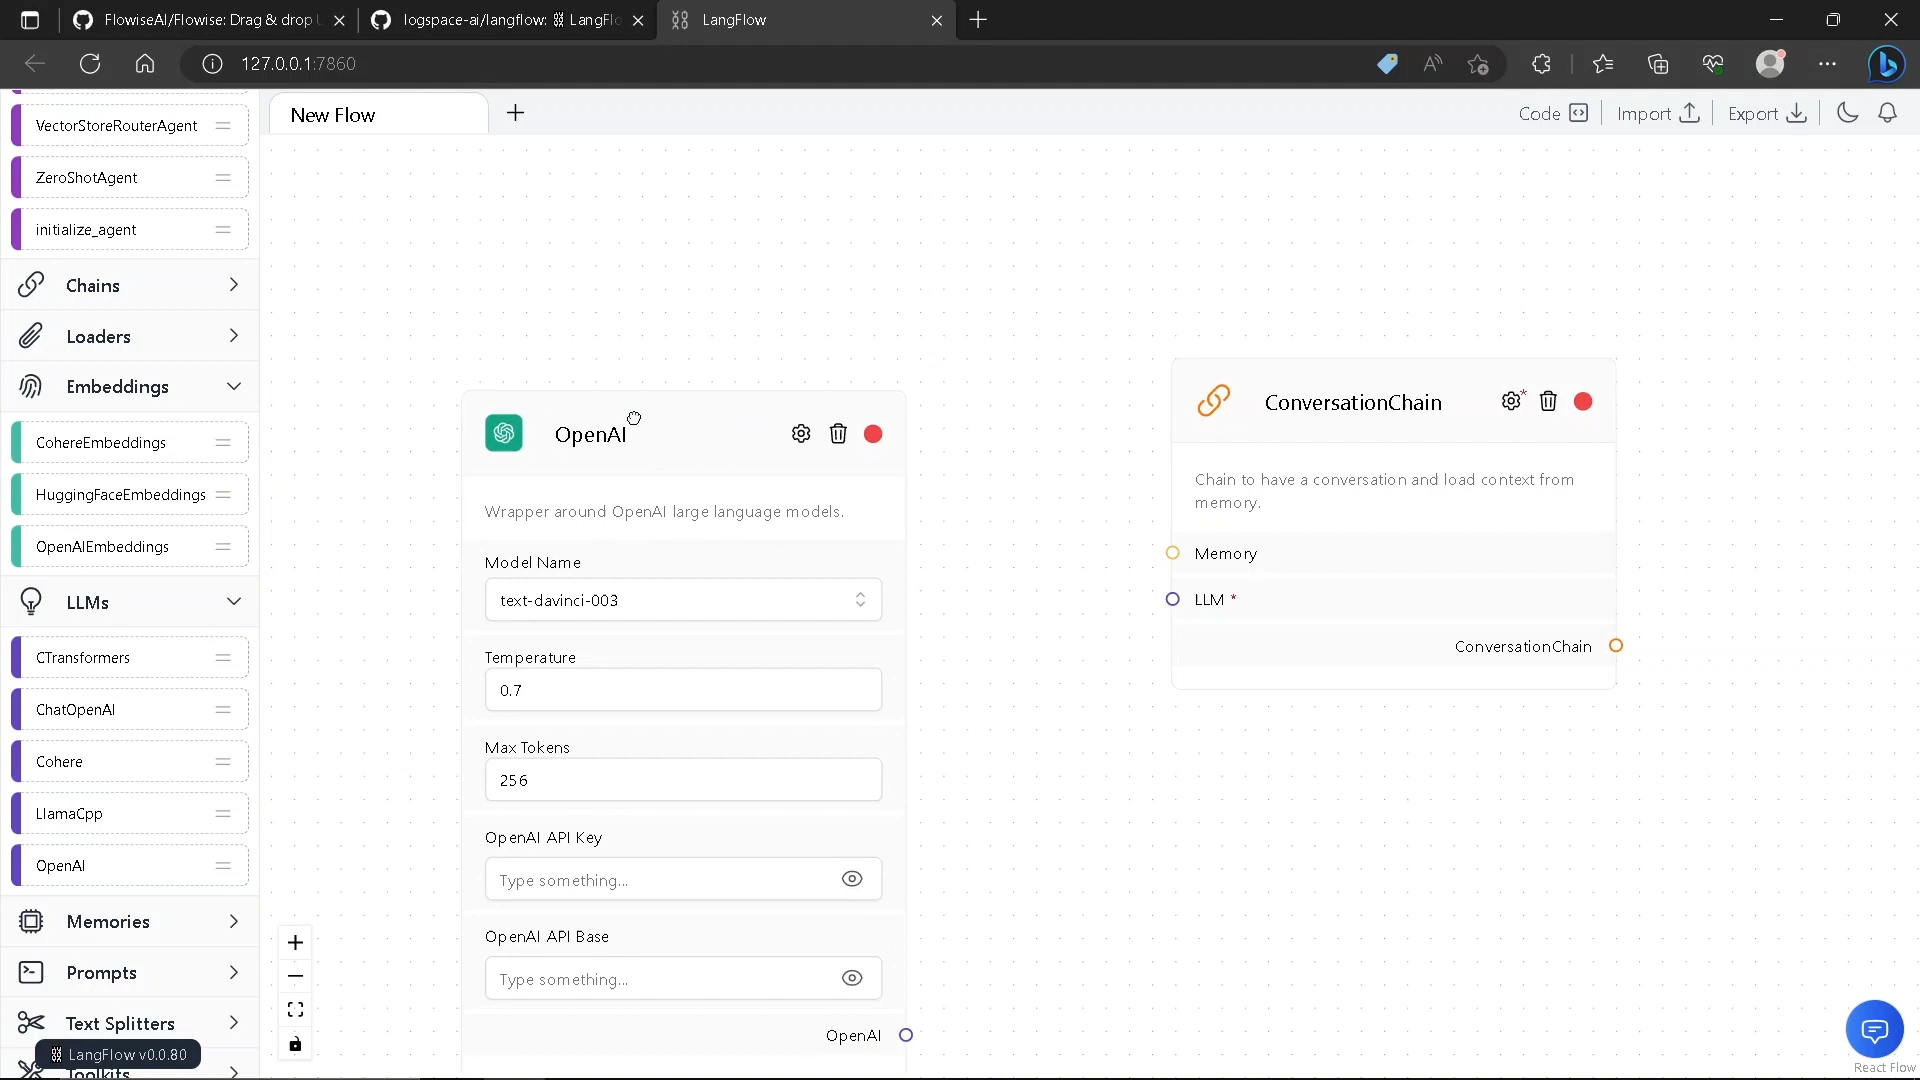 FlowiseAI/Flowise: Drag & drop U
logspace-ai/langflow: ⛓ LangFlo
LangFlow
127.0.0.1:7860
New Flow
Code
Import
Export
VectorStoreRouterAgent
ZeroShotAgent
initialize_agent
Chains
Loaders
Embeddings
CohereEmbeddings
HuggingFaceEmbeddings
OpenAIEmbeddings
LLMs
CTransformers
ChatOpenAI
Cohere
LlamaCpp
OpenAI
Memories
Prompts
Text Splitters
⛓ LangFlow v0.0.80
Toolkits
OpenAI
Wrapper around OpenAI large language models.
Model Name
text-davinci-003
Temperature
0.7
Max Tokens
256
OpenAI API Key
Type something...
OpenAI API Base
Type something...
OpenAI
ConversationChain
Chain to have a conversation and load context from
memory.
Memory
LLM *
ConversationChain
React Flow